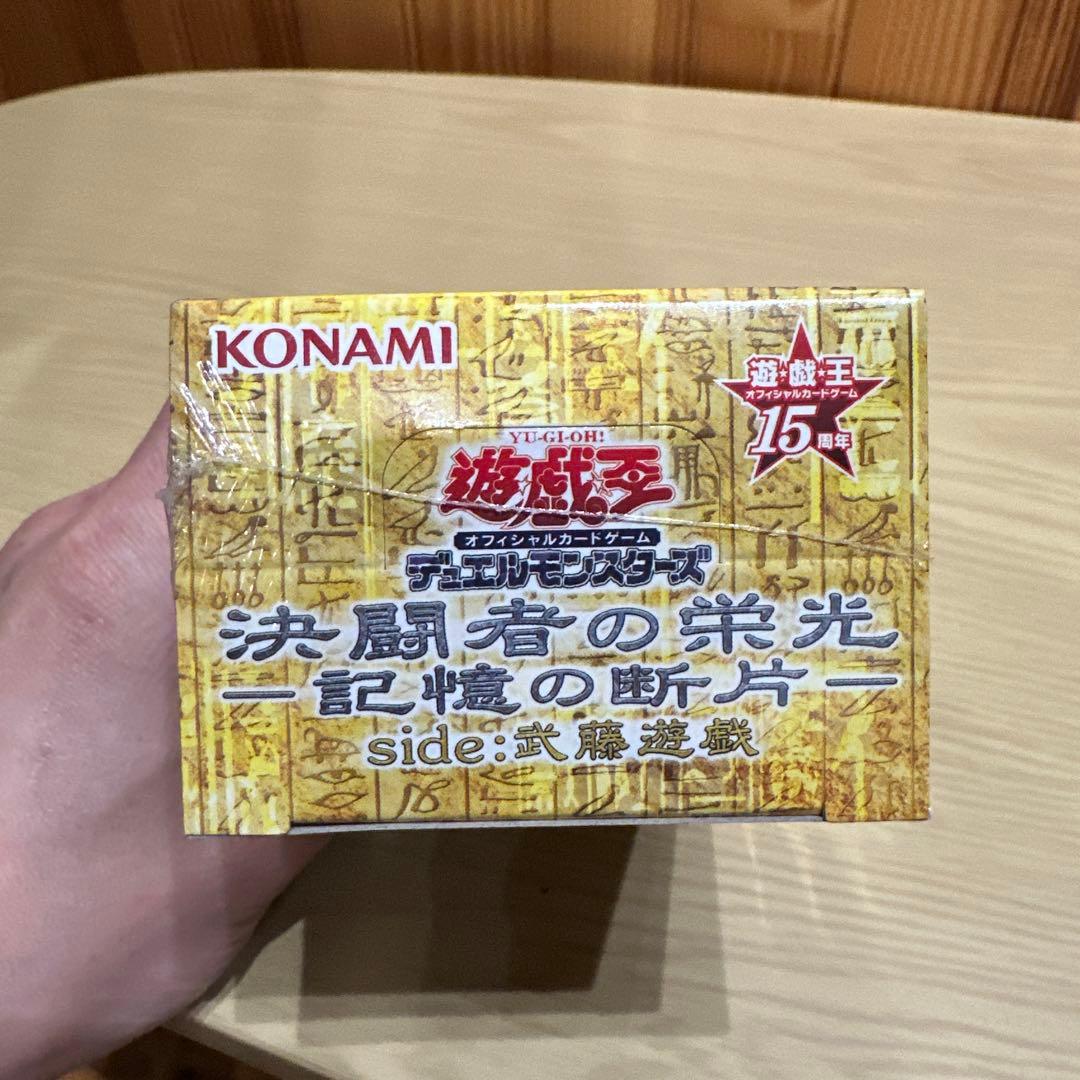 KONAMI
遊戯王
オフィシャルカードゲーム
15周年
YU-GI-OH!
遊戯王
オフィシャルカードゲーム
デュエルモンスターズ
決闘者の栄光
―記憶の断片―
side:武藤遊戯